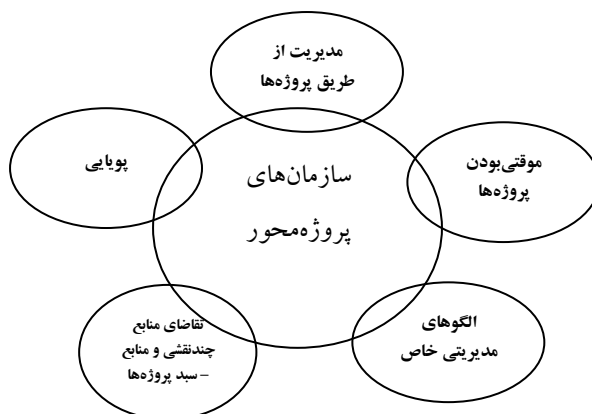 مدیریت از
طریق پروژه‌ها
موقتی‌بودن
پروژه‌ها
الگوهای
مدیریتی خاص
تقاضای منابع
چندنقشی و منابع
– سبد پروژه‌ها
پویایی
سازمان‌های
پروژه‌محور